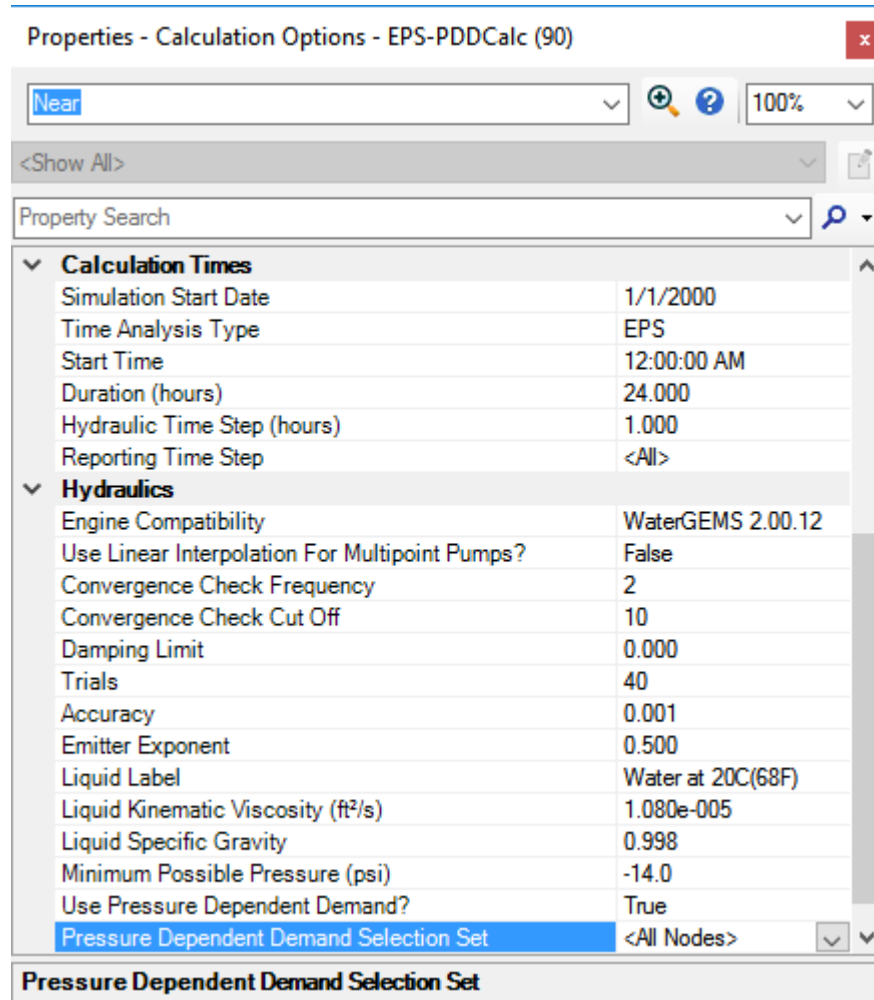 Properties - Calculation Options - EPS-PDDCalc (90)
x
Near 100%
<Show All>
Property Search
Calculation Times
Simulation Start Date 1/1/2000
Time Analysis Type EPS
Start Time 12:00:00 AM
Duration (hours) 24.000
Hydraulic Time Step (hours) 1.000
Reporting Time Step <All>
Hydraulics
Engine Compatibility WaterGEMS 2.00.12
Use Linear Interpolation For Multipoint Pumps? False
Convergence Check Frequency 2
Convergence Check Cut Off 10
Damping Limit 0.000
Trials 40
Accuracy 0.001
Emitter Exponent 0.500
Liquid Label Water at 20C(68F)
Liquid Kinematic Viscosity (ft²/s) 1.080e-005
Liquid Specific Gravity 0.998
Minimum Possible Pressure (psi) -14.0
Use Pressure Dependent Demand? True
Pressure Dependent Demand Selection Set <All Nodes>
Pressure Dependent Demand Selection Set